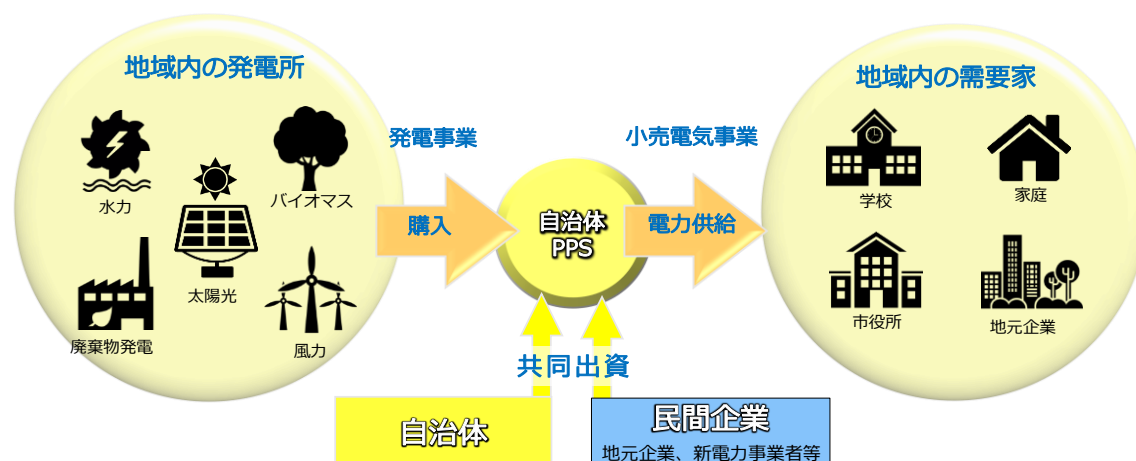 地域内の発電所
水力
バイオマス
太陽光
廃棄物発電
風力
発電事業
購入
自治体
PPS
小売電気事業
電力供給
地域内の需要家
学校
家庭
市役所
地元企業
共同出資
自治体
民間企業
地元企業、新電力事業者等